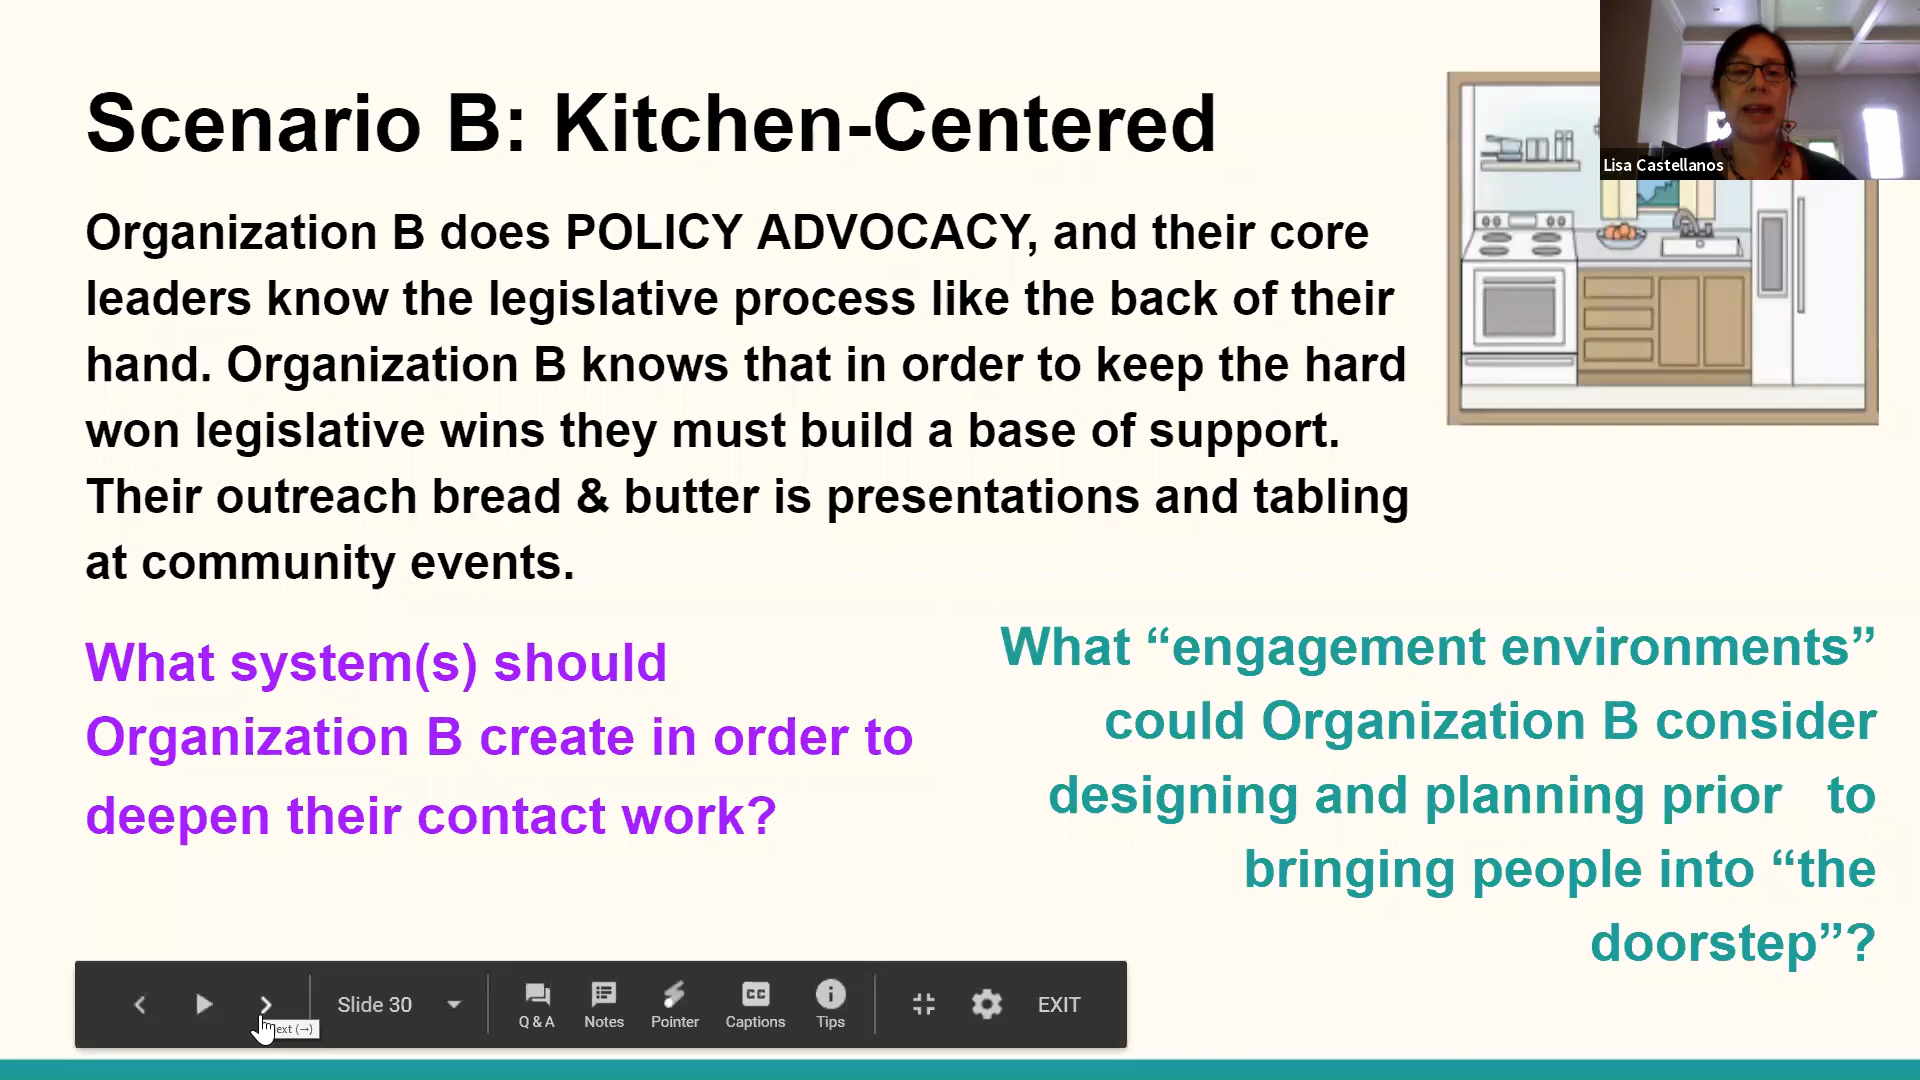 Scenario B: Kitchen-Centered
Lisa Castellanos
Organization B does POLICY ADVOCACY, and their core
leaders know the legislative process like the back of their
hand. Organization B knows that in order to keep the hard
won legislative wins they must build a base of support.
Their outreach bread & butter is presentations and tabling
at community events.
What system(s) should
Organization B create in order to
deepen their contact work?
What “engagement environments”
could Organization B consider
designing and planning prior to
bringing people into “the
doorstep”?
Slide 30
Q & A
Notes
Pointer
CC
Captions
Tips
EXIT
ext (→)